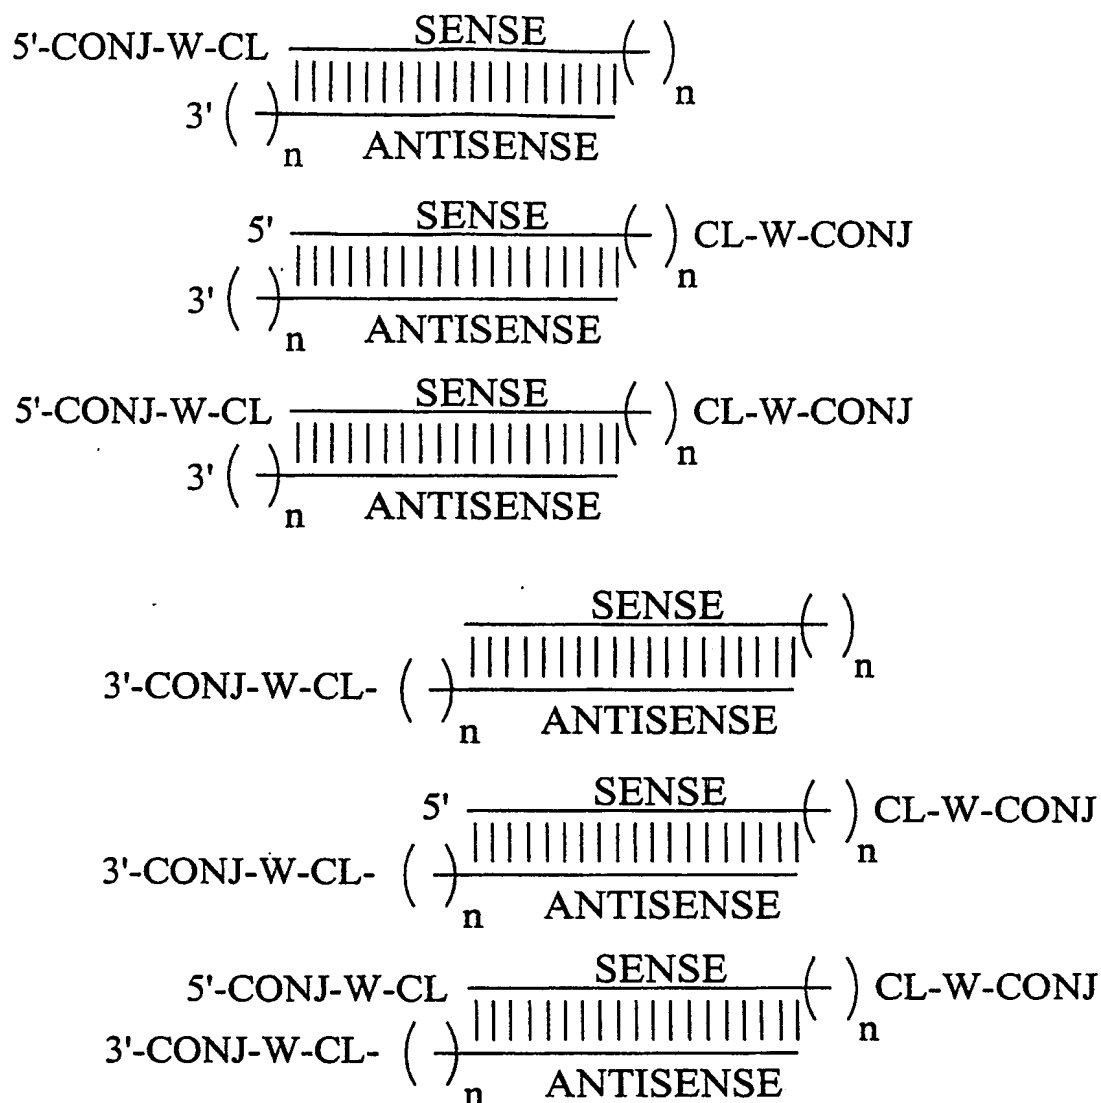 5'-CONJ-W-CL SENSE ( ) n
3' ( ) n ANTISENSE
5' SENSE ( ) n CL-W-CONJ
3' ( ) n ANTISENSE
5'-CONJ-W-CL SENSE ( ) n CL-W-CONJ
3' ( ) n ANTISENSE
SENSE ( ) n
3'-CONJ-W-CL- ( ) n ANTISENSE
5' SENSE ( ) n CL-W-CONJ
3'-CONJ-W-CL- ( ) n ANTISENSE
5'-CONJ-W-CL SENSE ( ) n CL-W-CONJ
3'-CONJ-W-CL- ( ) n ANTISENSE